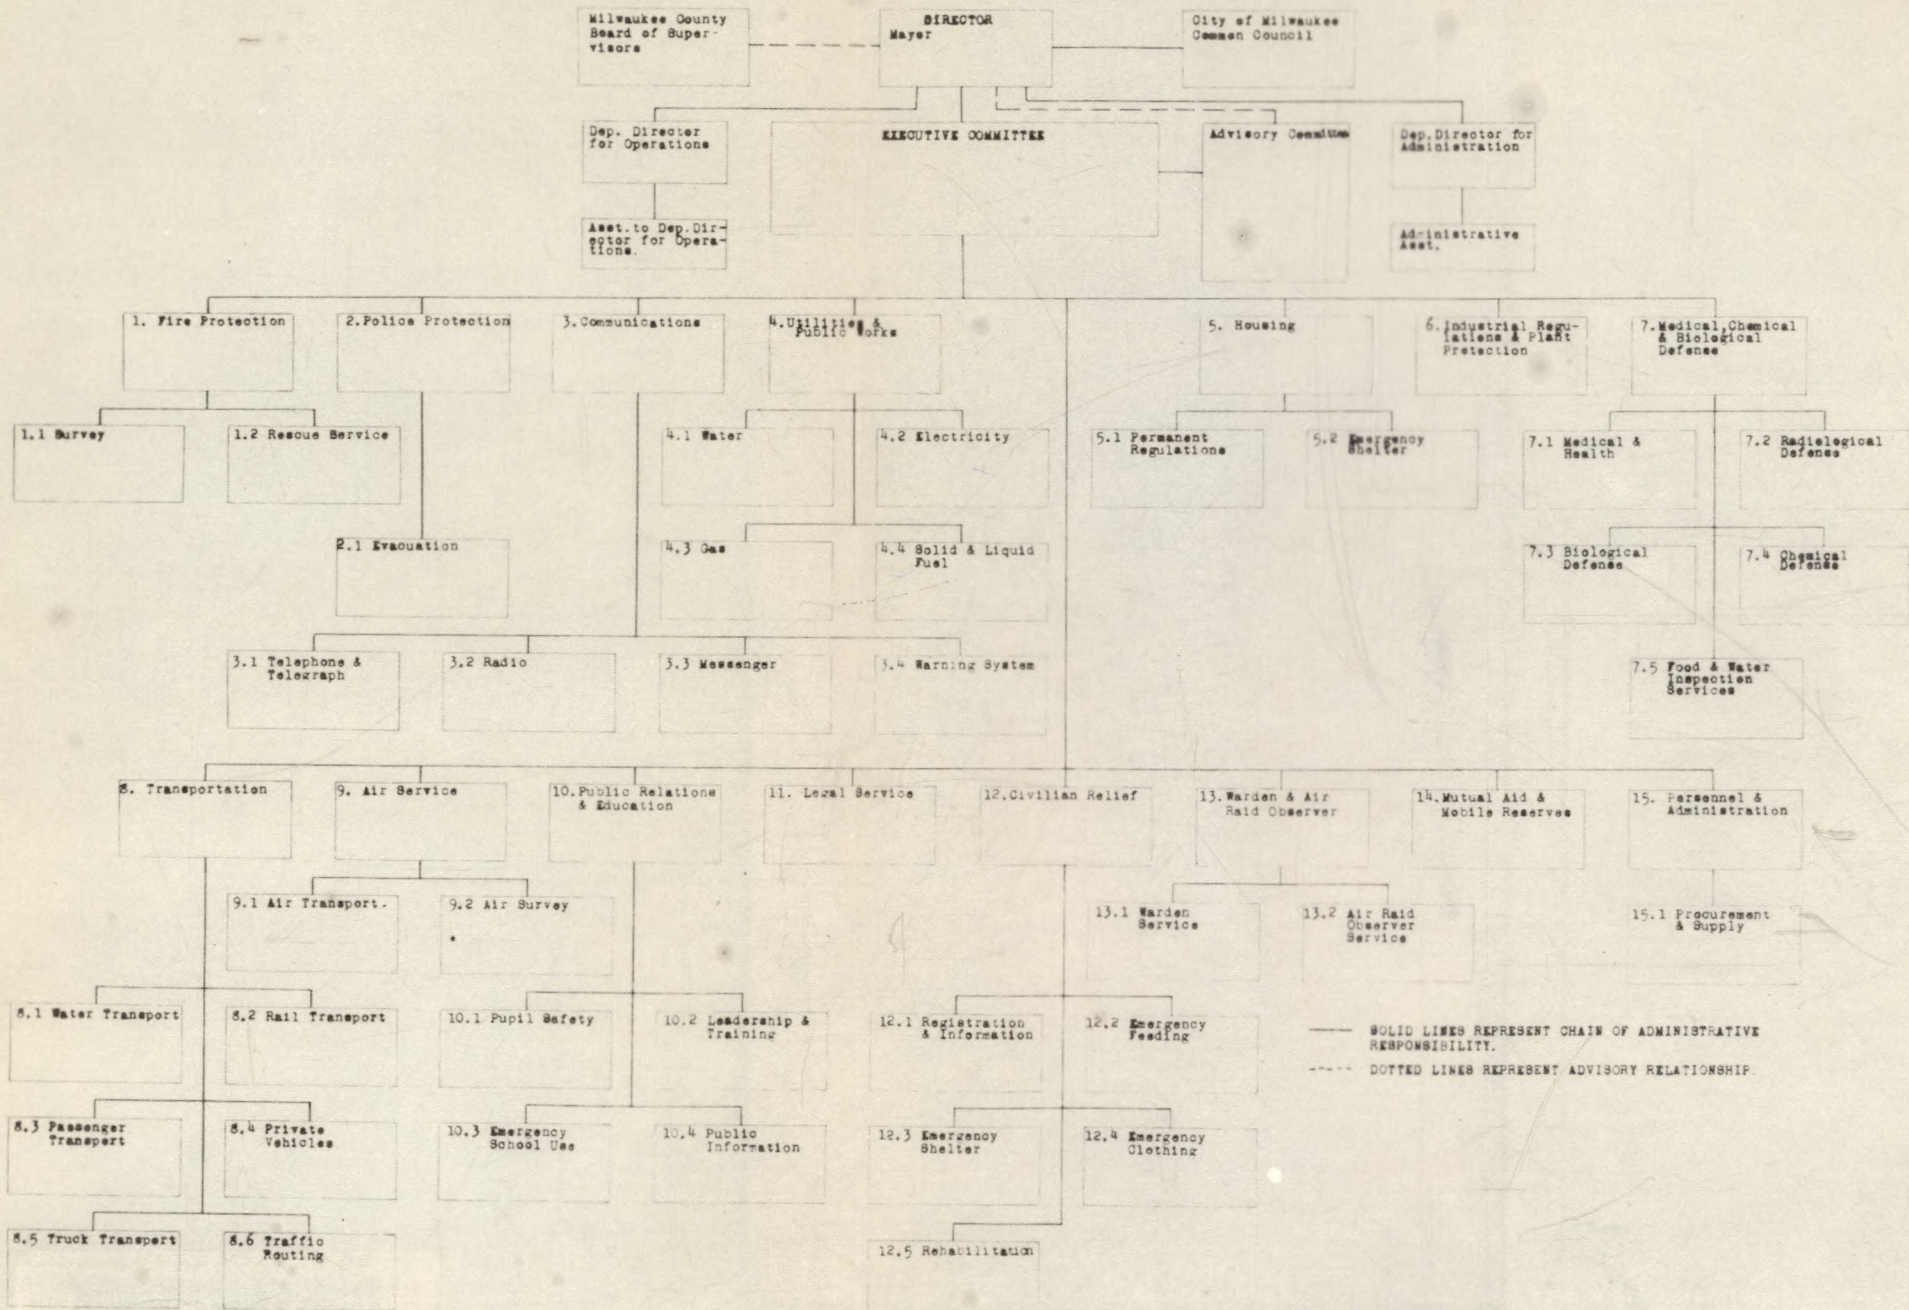 Milwaukee County
Board of Super-
visors
DIRECTOR
Mayor
City of Milwaukee
Common Council
Dep. Director
for Operations
EXECUTIVE COMMITTEE
Advisory Committee
Dep.Director for
Administration
Asst.to Dep.Dir-
ector for Opera-
tions.
Administrative
Asst.
1. Fire Protection
2.Police Protection
3.Communications
4.Utilities &
Public Works
5. Housing
6.Industrial Regu-
lations & Plant
Protection
7.Medical,Chemical
& Biological
Defense
1.1 Survey
1.2 Rescue Service
4.1 Water
4.2 Electricity
5.1 Permanent
Regulations
5.2 Emergency
Shelter
7.1 Medical &
Health
7.2 Radiological
Defense
2.1 Evacuation
4.3 Gas
4.4 Solid & Liquid
Fuel
7.3 Biological
Defense
7.4 Chemical
Defense
3.1 Telephone &
Telegraph
3.2 Radio
3.3 Messenger
3.4 Warning System
7.5 Food & Water
Inspection
Services
8. Transportation
9. Air Service
10.Public Relations
& Education
11. Legal Service
12.Civilian Relief
13.Warden & Air
Raid Observer
14.Mutual Aid &
Mobile Reserves
15. Personnel &
Administration
9.1 Air Transport.
9.2 Air Survey
13.1 Warden
Service
13.2 Air Raid
Observer
Service
15.1 Procurement
& Supply
8.1 Water Transport
8.2 Rail Transport
10.1 Pupil Safety
10.2 Leadership &
Training
12.1 Registration
& Information
12.2 Emergency
Feeding
SOLID LINES REPRESENT CHAIN OF ADMINISTRATIVE
RESPONSIBILITY.
DOTTED LINES REPRESENT ADVISORY RELATIONSHIP.
8.3 Passenger
Transport
8.4 Private
Vehicles
10.3 Emergency
School Use
10.4 Public
Information
12.3 Emergency
Shelter
12.4 Emergency
Clothing
8.5 Truck Transport
8.6 Traffic
Routing
12.5 Rehabilitation